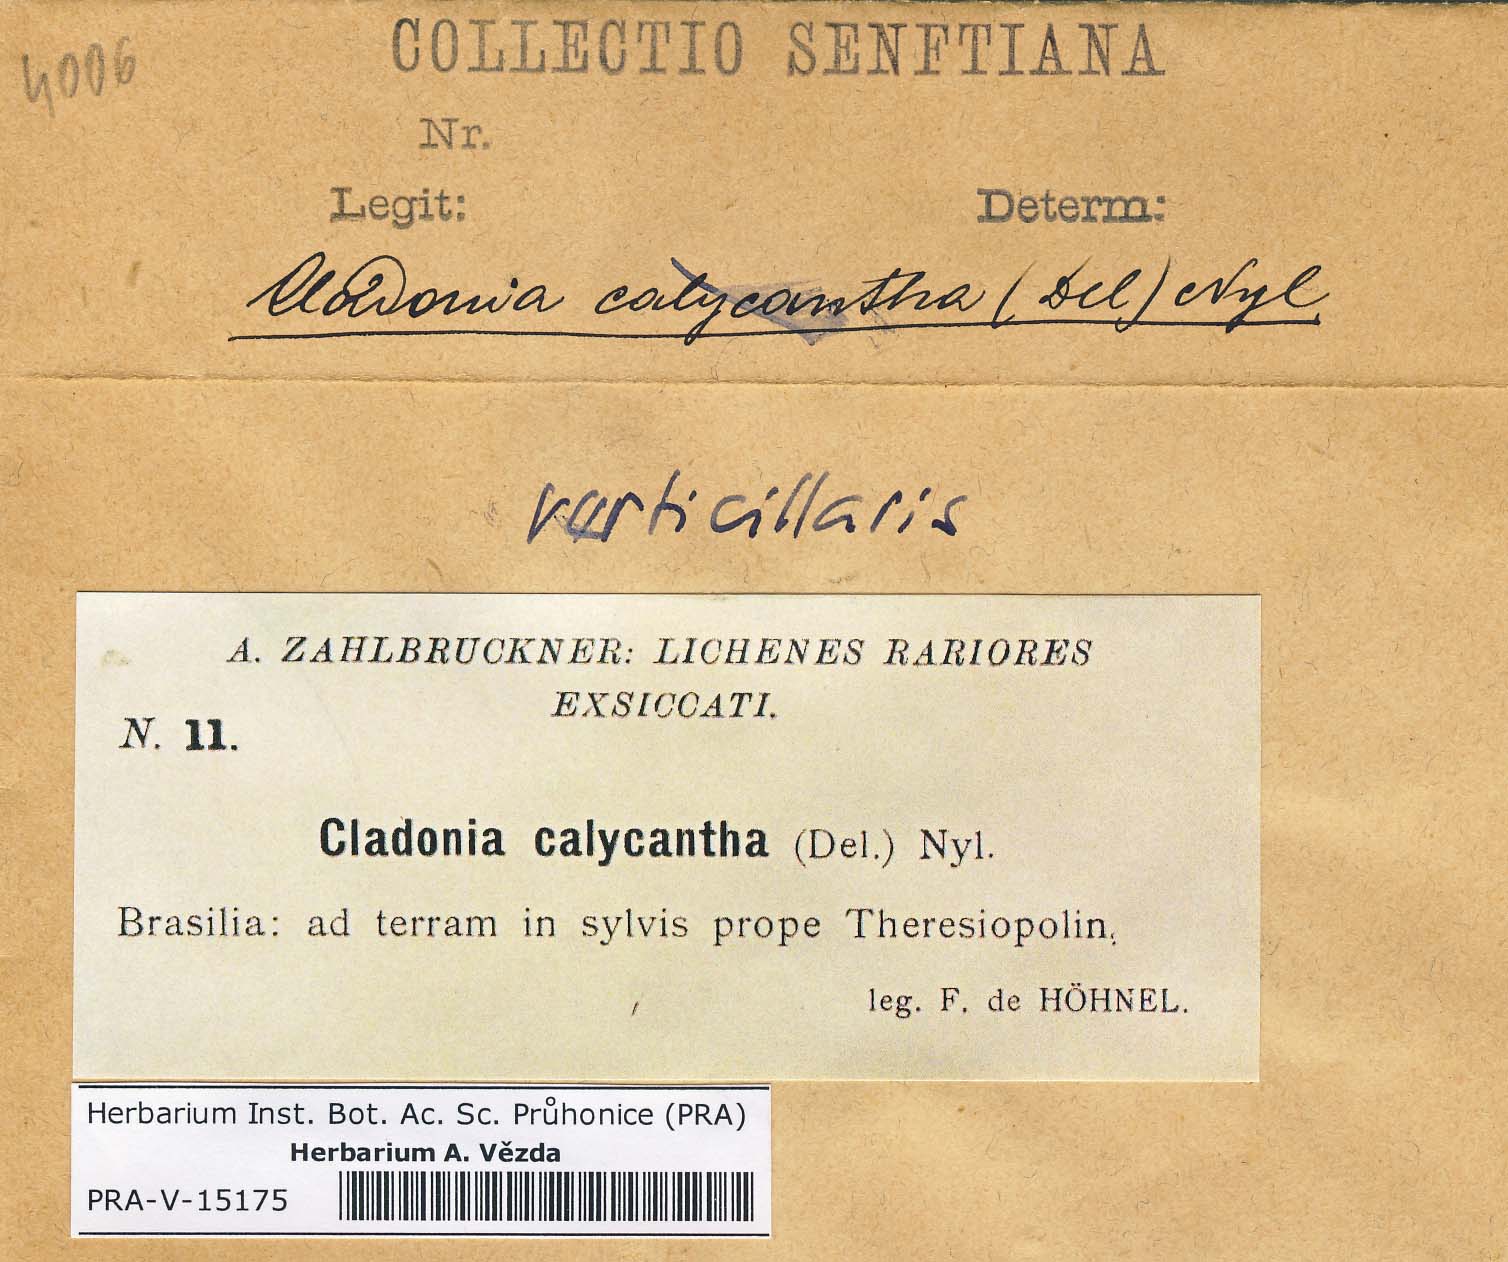 4006
COLLECTIO SENFTIANA
Nr.
Legit: Determ:
Cladonia calycantha (Del) Nyl.
verticillaris
A. ZAHLBRUCKNER: LICHENES RARIORES
EXSICCATI.
N. 11.
Cladonia calycantha (Del.) Nyl.
Brasilia: ad terram in sylvis prope Theresiopolin.
leg. F. de HÖHNEL.
Herbarium Inst. Bot. Ac. Sc. Průhonice (PRA)
Herbarium A. Vězda
PRA-V-15175